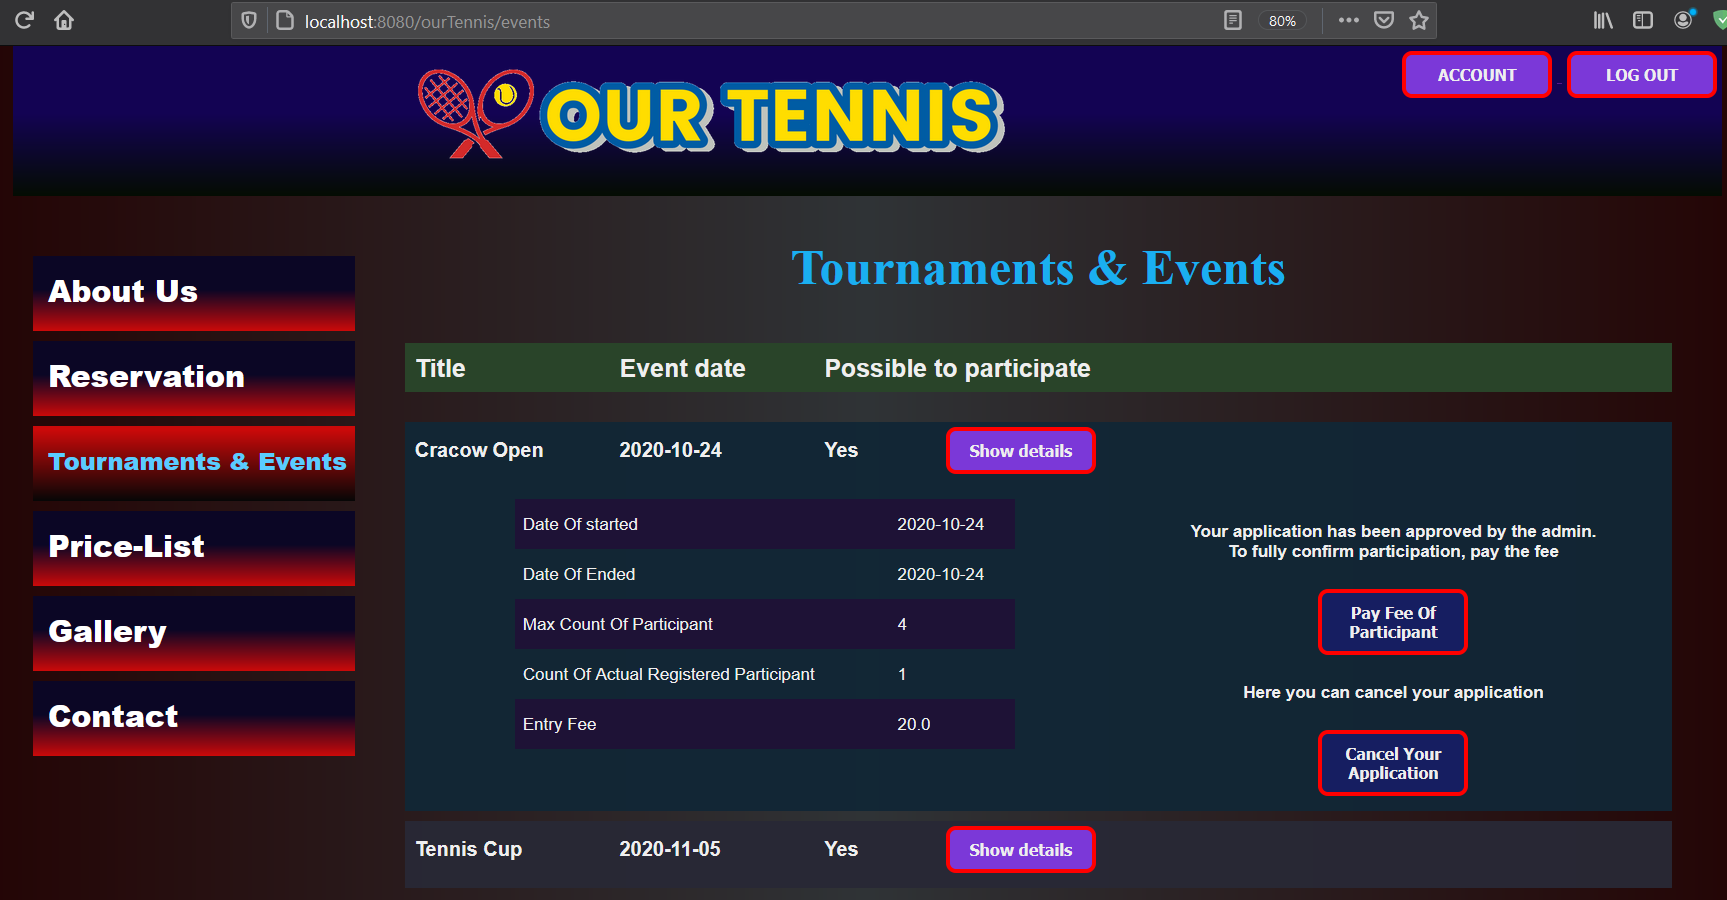 localhost:8080/ourTennis/events
80%
ACCOUNT
LOG OUT
OUR TENNIS
About Us
Reservation
Tournaments & Events
Price-List
Gallery
Contact
Tournaments & Events
Title Event date Possible to participate
Cracow Open 2020-10-24 Yes Show details
Date Of started 2020-10-24
Date Of Ended 2020-10-24
Max Count Of Participant 4
Count Of Actual Registered Participant 1
Entry Fee 20.0
Your application has been approved by the admin.
To fully confirm participation, pay the fee
Pay Fee Of
Participant
Here you can cancel your application
Cancel Your
Application
Tennis Cup 2020-11-05 Yes Show details